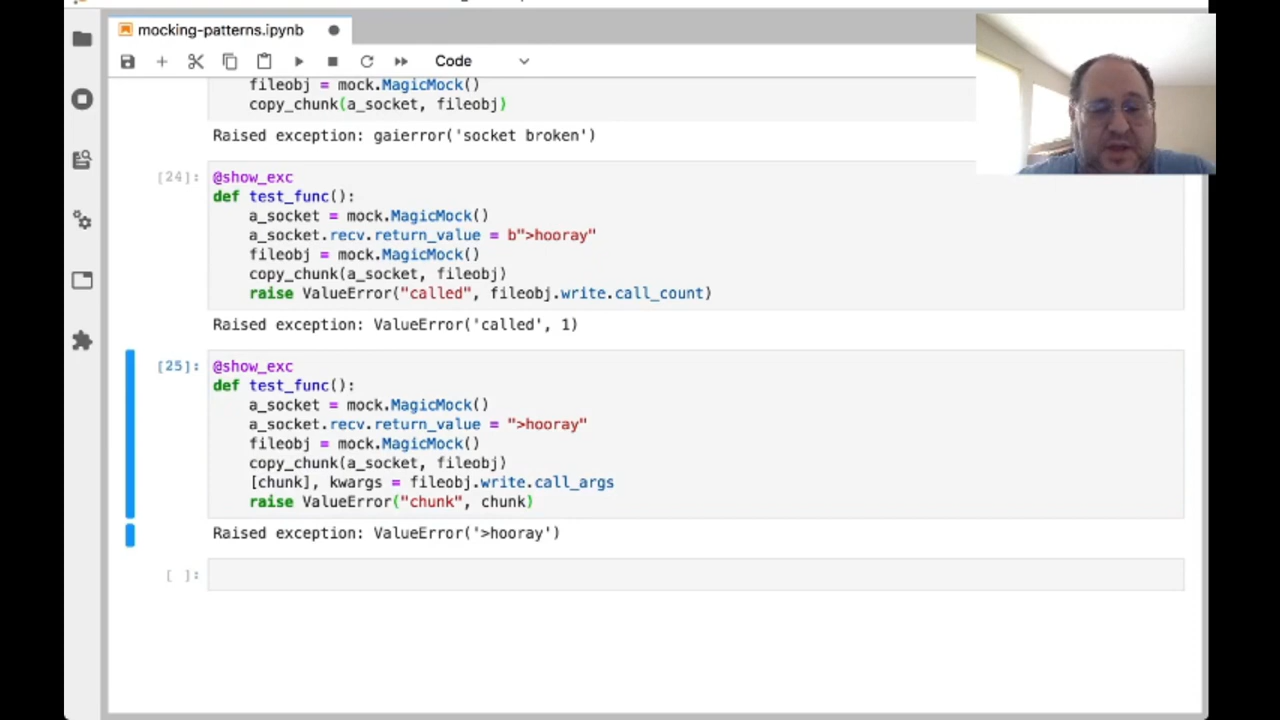 mocking-patterns.ipynb
Code
fileobj = mock.MagicMock()
copy_chunk(a_socket, fileobj)
Raised exception: gaierror('socket broken')
[24]: @show_exc
def test_func():
a_socket = mock.MagicMock()
a_socket.recv.return_value = b">hooray"
fileobj = mock.MagicMock()
copy_chunk(a_socket, fileobj)
raise ValueError("called", fileobj.write.call_count)
Raised exception: ValueError('called', 1)
[25]: @show_exc
def test_func():
a_socket = mock.MagicMock()
a_socket.recv.return_value = ">hooray"
fileobj = mock.MagicMock()
copy_chunk(a_socket, fileobj)
[chunk], kwargs = fileobj.write.call_args
raise ValueError("chunk", chunk)
Raised exception: ValueError('>hooray')
[ ]: